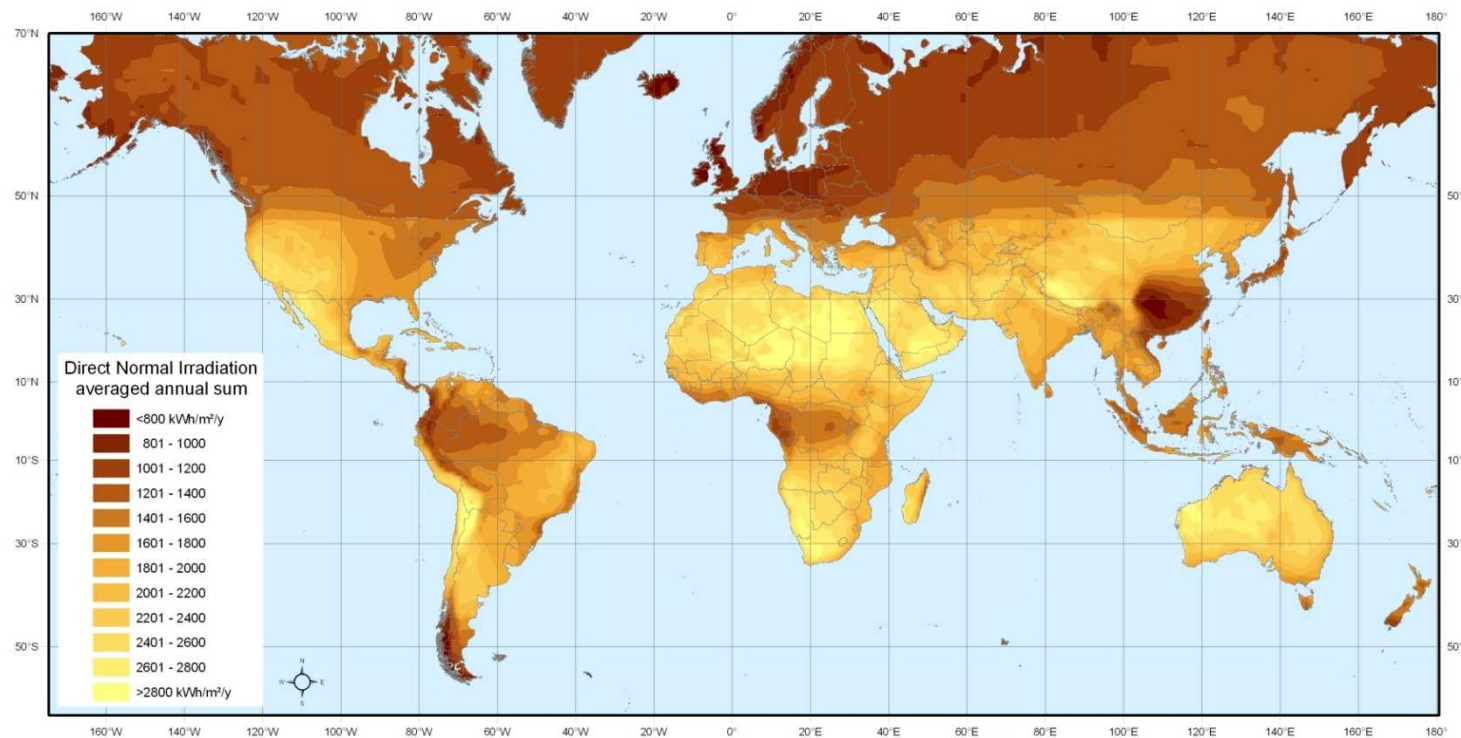 160°W 140°W 120°W 100°W 80°W 60°W 40°W 20°W 0° 20°E 40°E 60°E 80°E 100°E 120°E 140°E 160°E 180°
70°N
50°N 50°
30°N 30°
Direct Normal Irradiation
averaged annual sum
10°N 10°
<800 kWh/m²/y
801 - 1000
1001 - 1200
10°S 10°
1201 - 1400
1401 - 1600
1601 - 1800
30°S 30°
1801 - 2000
2001 - 2200
2201 - 2400
2401 - 2600
50°S 50°
2601 - 2800
>2800 kWh/m²/y
N
W E
S
160°W 140°W 120°W 100°W 80°W 60°W 40°W 20°W 0° 20°E 40°E 60°E 80°E 100°E 120°E 140°E 160°E 180°